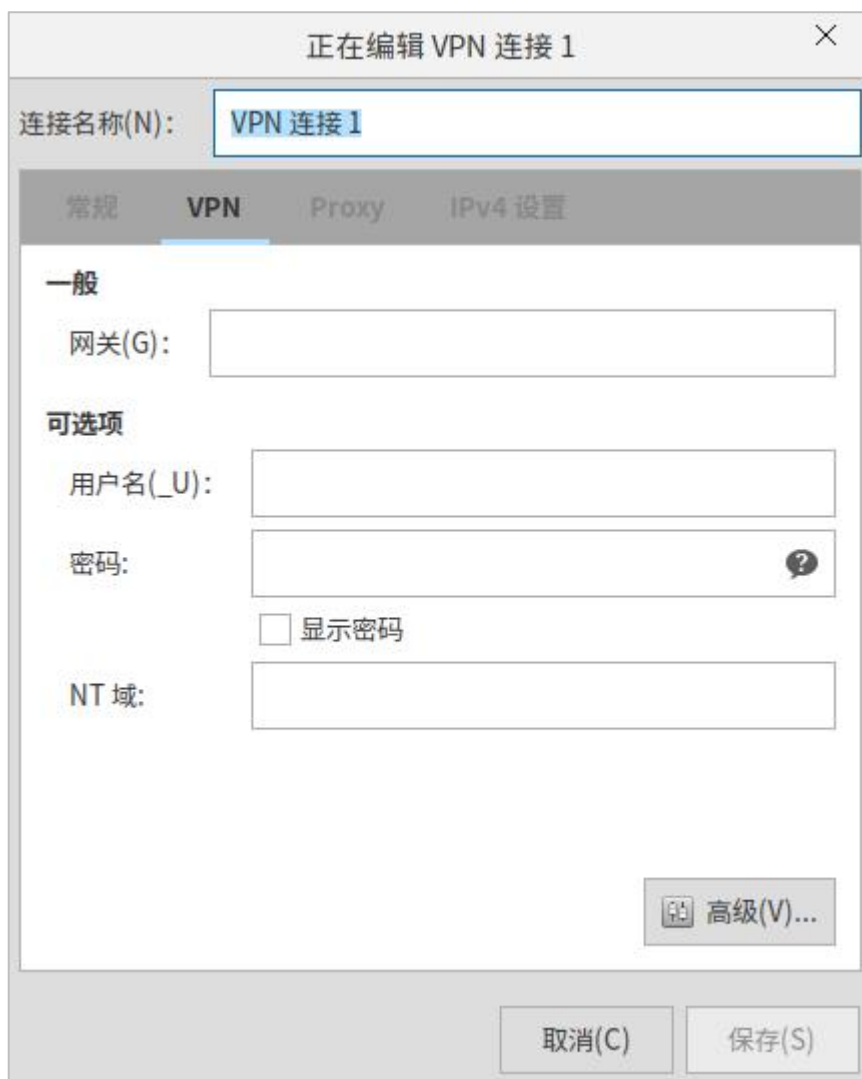 正在编辑 VPN 连接 1
连接名称(N)： VPN 连接 1
常规 VPN Proxy IPv4 设置
一般
网关(G)：
可选项
用户名(_U)：
密码:
显示密码
NT 域:
高级(V)...
取消(C) 保存(S)